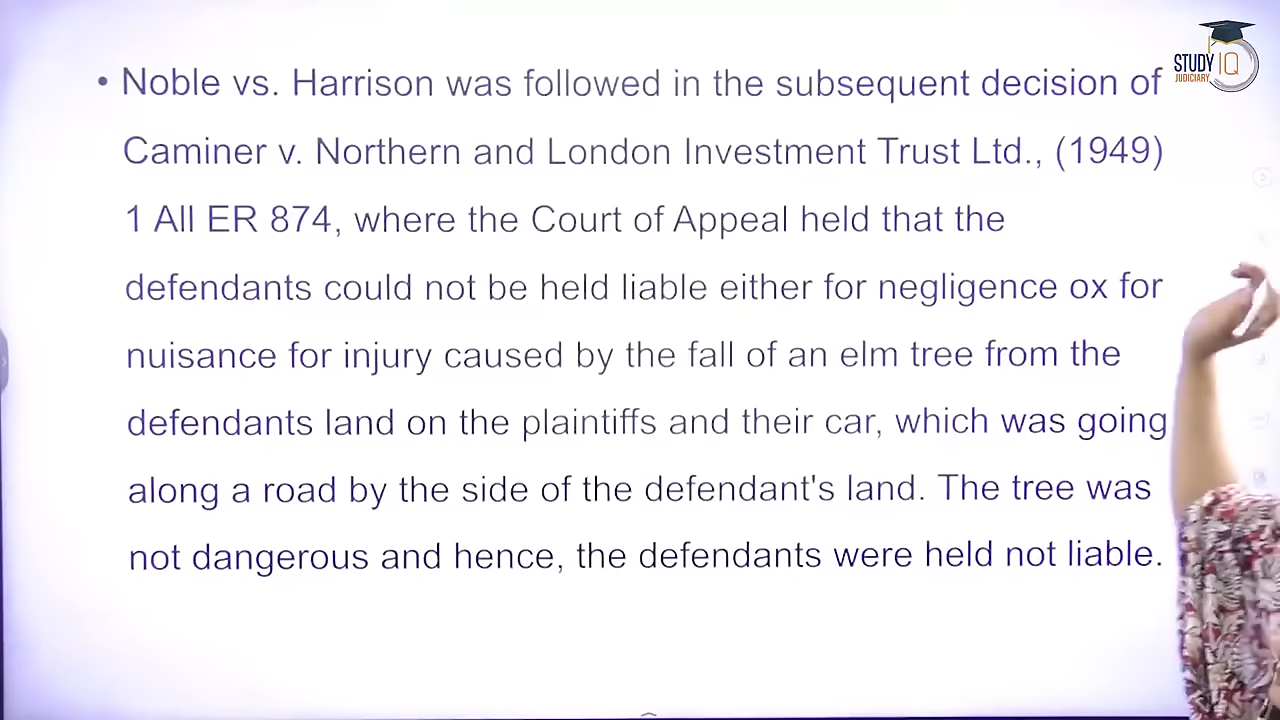 STUDY IQ
JUDICIARY
• Noble vs. Harrison was followed in the subsequent decision of
Caminer v. Northern and London Investment Trust Ltd., (1949)
1 All ER 874, where the Court of Appeal held that the
defendants could not be held liable either for negligence ox for
nuisance for injury caused by the fall of an elm tree from the
defendants land on the plaintiffs and their car, which was going
along a road by the side of the defendant's land. The tree was
not dangerous and hence, the defendants were held not liable.